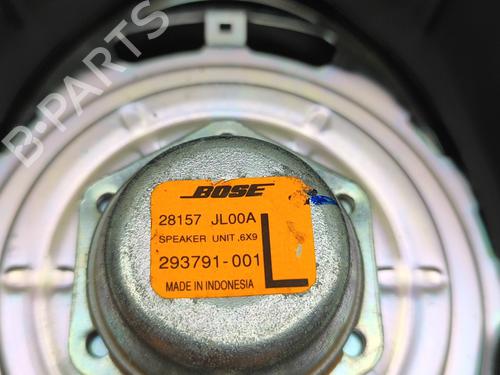 B-PARTS
BOSE
28157 JL00A
SPEAKER UNIT ,6X9
293791-001
L
MADE IN INDONESIA